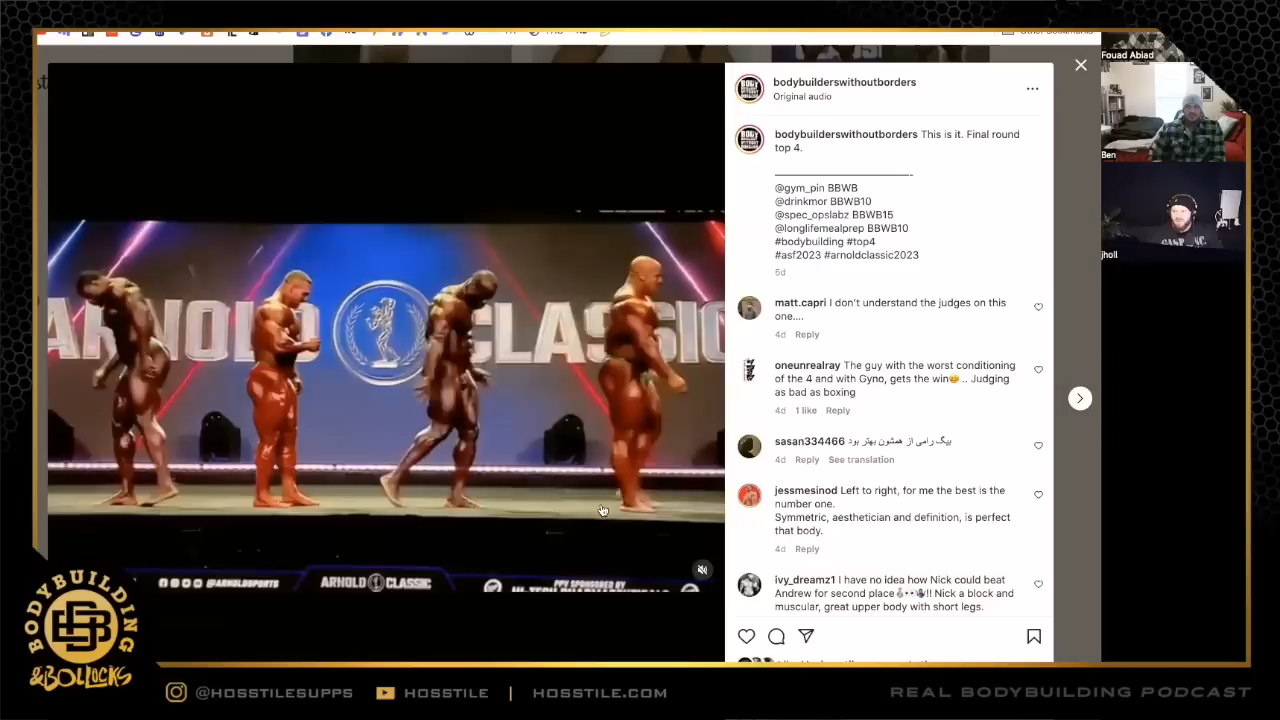 Other Bookmarks
Fouad Abiad
Ben
jholl
ARNOLD CLASSIC
@ARNOLDSPORTS
ARNOLD CLASSIC
PPV SPONSORED BY
bodybuilderswithoutborders
Original audio
bodybuilderswithoutborders This is it. Final round
top 4.
@gym_pin BBWB
@drinkmor BBWB10
@spec_opslabz BBWB15
@longlifemealprep BBWB10
#bodybuilding #top4
#asf2023 #arnoldclassic2023
5d
matt.capri I don't understand the judges on this
one....
4d Reply
oneunrealray The guy with the worst conditioning
of the 4 and with Gyno, gets the win👑.. Judging
as bad as boxing
4d 1 like Reply
sasan334466 بیگ رامی از همشون بهتر بود
4d Reply See translation
jessmesinod Left to right, for me the best is the
number one.
Symmetric, aesthetician and definition, is perfect
that body.
4d Reply
ivy_dreamz1 I have no idea how Nick could beat
Andrew for second place !! Nick a block and
muscular, great upper body with short legs.
BODYBUILDING
& BOLLOCKS
@HOSSTILESUPPS HOSSTILE | HOSSTILE.COM
REAL BODYBUILDING PODCAST